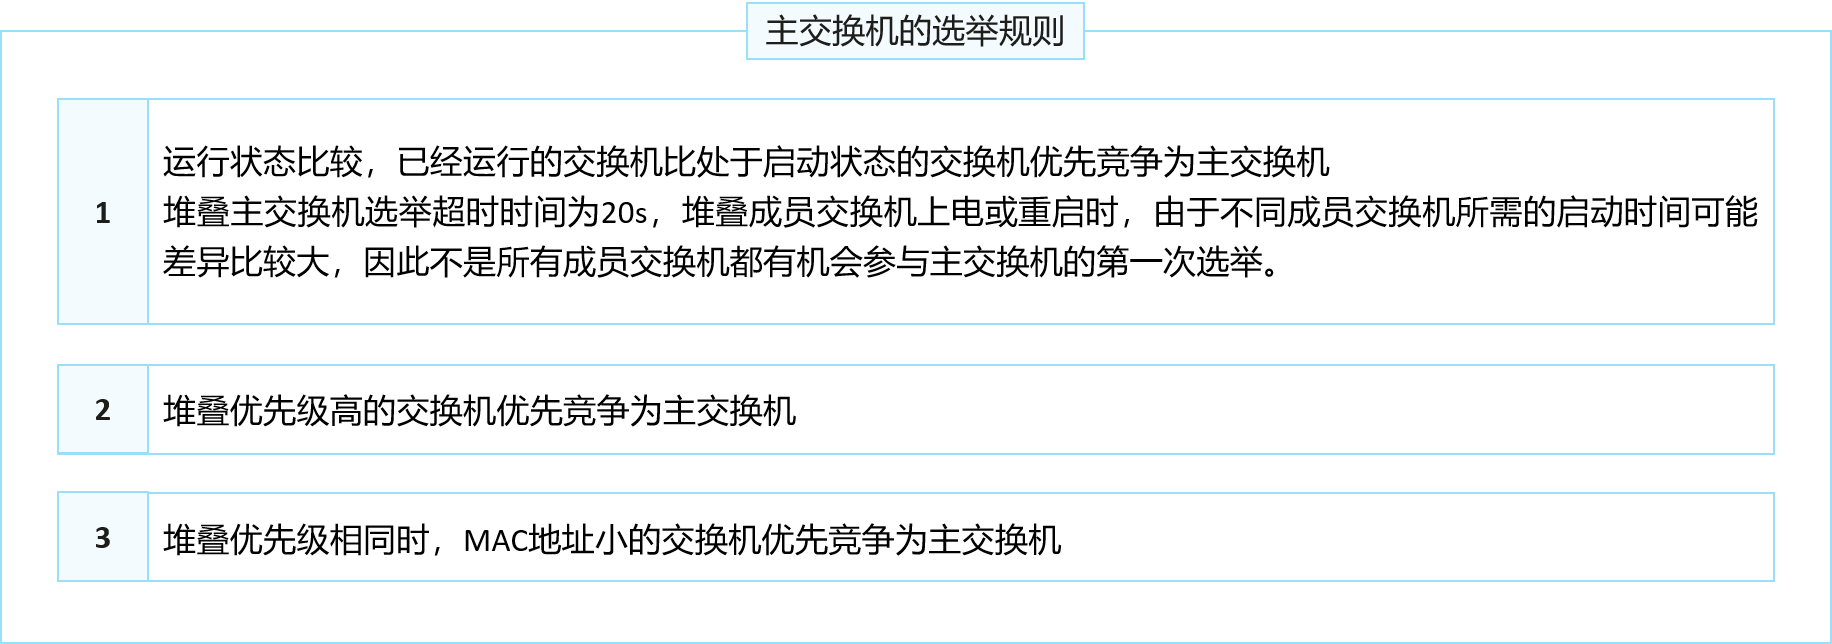 主交换机的选举规则
1
运行状态比较，已经运行的交换机比处于启动状态的交换机优先竞争为主交换机
堆叠主交换机选举超时时间为20s，堆叠成员交换机上电或重启时，由于不同成员交换机所需的启动时间可能
差异比较大，因此不是所有成员交换机都有机会参与主交换机的第一次选举。
2
堆叠优先级高的交换机优先竞争为主交换机
3
堆叠优先级相同时，MAC地址小的交换机优先竞争为主交换机